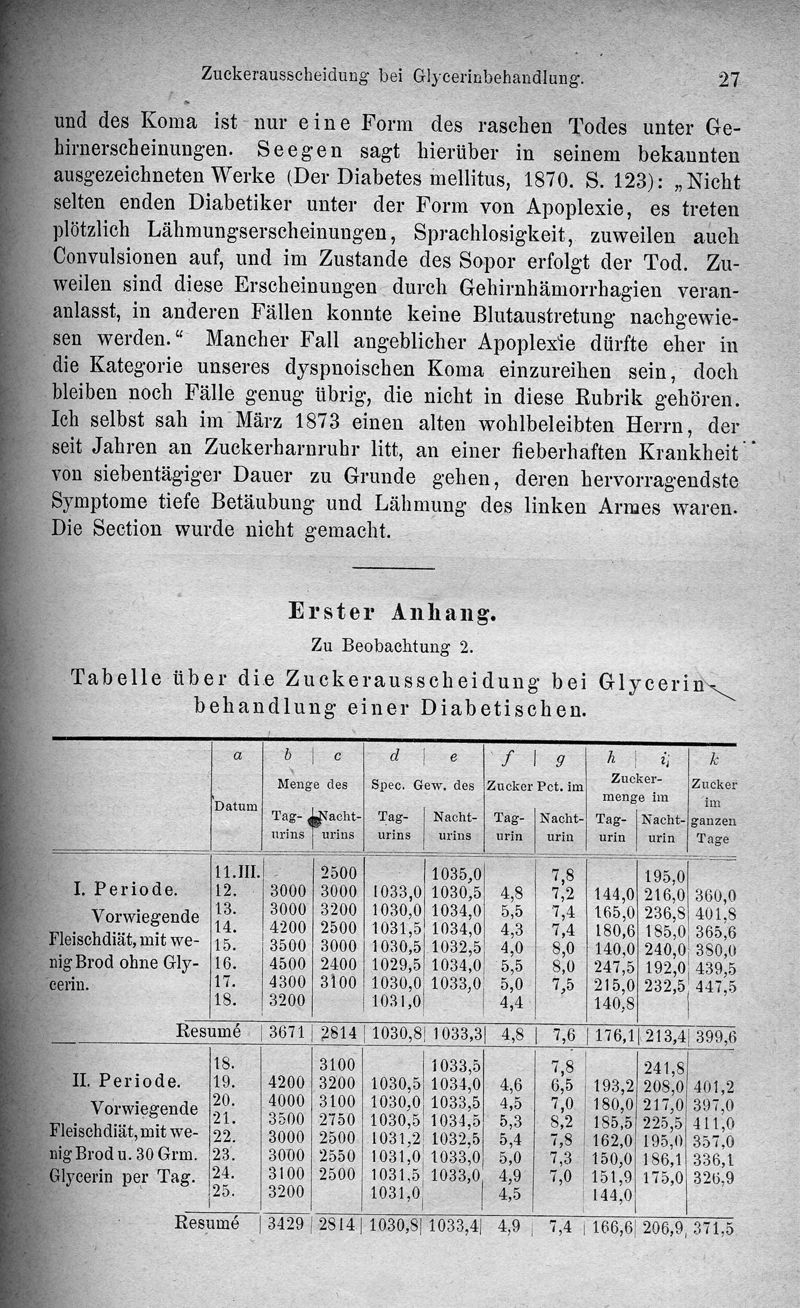 Zuckerausscheidung bei Glycerinbehandlung. 27
und des Koma ist nur eine Form des raschen Todes unter Ge-
hirnerscheinungen. Seegen sagt hierüber in seinem bekannten
ausgezeichneten Werke (Der Diabetes mellitus, 1870. S. 123): „Nicht
selten enden Diabetiker unter der Form von Apoplexie, es treten
plötzlich Lähmungserscheinungen, Sprachlosigkeit, zuweilen auch
Convulsionen auf, und im Zustande des Sopor erfolgt der Tod. Zu-
weilen sind diese Erscheinungen durch Gehirnhämorrhagien veran-
anlasst, in anderen Fällen konnte keine Blutaustretung nachgewie-
sen werden.“ Mancher Fall angeblicher Apoplexie dürfte eher in
die Kategorie unseres dyspnoischen Koma einzureihen sein, doch
bleiben noch Fälle genug übrig, die nicht in diese Rubrik gehören.
Ich selbst sah im März 1873 einen alten wohlbeleibten Herrn, der
seit Jahren an Zuckerharnruhr litt, an einer fieberhaften Krankheit
von siebentägiger Dauer zu Grunde gehen, deren hervorragendste
Symptome tiefe Betäubung und Lähmung des linken Armes waren.
Die Section wurde nicht gemacht.
Erster Anhang.
Zu Beobachtung 2.
Tabelle über die Zuckerausscheidung bei Glycerin-
behandlung einer Diabetischen.
a b c d e f g h i k
Datum Menge des Spec. Gew. des Zucker Pct. im Zucker-menge im Zucker im ganzen Tage
Tag-urins Nacht-urins Tag-urins Nacht-urins Tag-urin Nacht-urin Tag-urin Nacht-urin
I. Periode.
Vorwiegende
Fleischdiät, mit we-
nig Brod ohne Gly-
cerin.
11.III. 2500 1035,0 7,8 195,0
12. 3000 3000 1033,0 1030,5 4,8 7,2 144,0 216,0 360,0
13. 3000 3200 1030,0 1034,0 5,5 7,4 165,0 236,8 401,8
14. 4200 2500 1031,5 1034,0 4,3 7,4 180,6 185,0 365,6
15. 3500 3000 1030,5 1032,5 4,0 8,0 140,0 240,0 380,0
16. 4500 2400 1029,5 1034,0 5,5 8,0 247,5 192,0 439,5
17. 4300 3100 1030,0 1033,0 5,0 7,5 215,0 232,5 447,5
18. 3200 1031,0 4,4 140,8
Resumé 3671 2814 1030,8 1033,3 4,8 7,6 176,1 213,4 399,6
II. Periode.
Vorwiegende
Fleischdiät, mit we-
nig Brod u. 30 Grm.
Glycerin per Tag.
18. 3100 1033,5 7,8 241,8
19. 4200 3200 1030,5 1034,0 4,6 6,5 193,2 208,0 401,2
20. 4000 3100 1030,0 1033,5 4,5 7,0 180,0 217,0 397,0
21. 3500 2750 1030,5 1034,5 5,3 8,2 185,5 225,5 411,0
22. 3000 2500 1031,2 1032,5 5,4 7,8 162,0 195,0 357,0
23. 3000 2550 1031,0 1033,0 5,0 7,3 150,0 186,1 336,1
24. 3100 2500 1031,5 1033,0 4,9 7,0 151,9 175,0 326,9
25. 3200 1031,0 4,5 144,0
Resumé 3429 2814 1030,8 1033,4 4,9 7,4 166,6 206,9 371,5